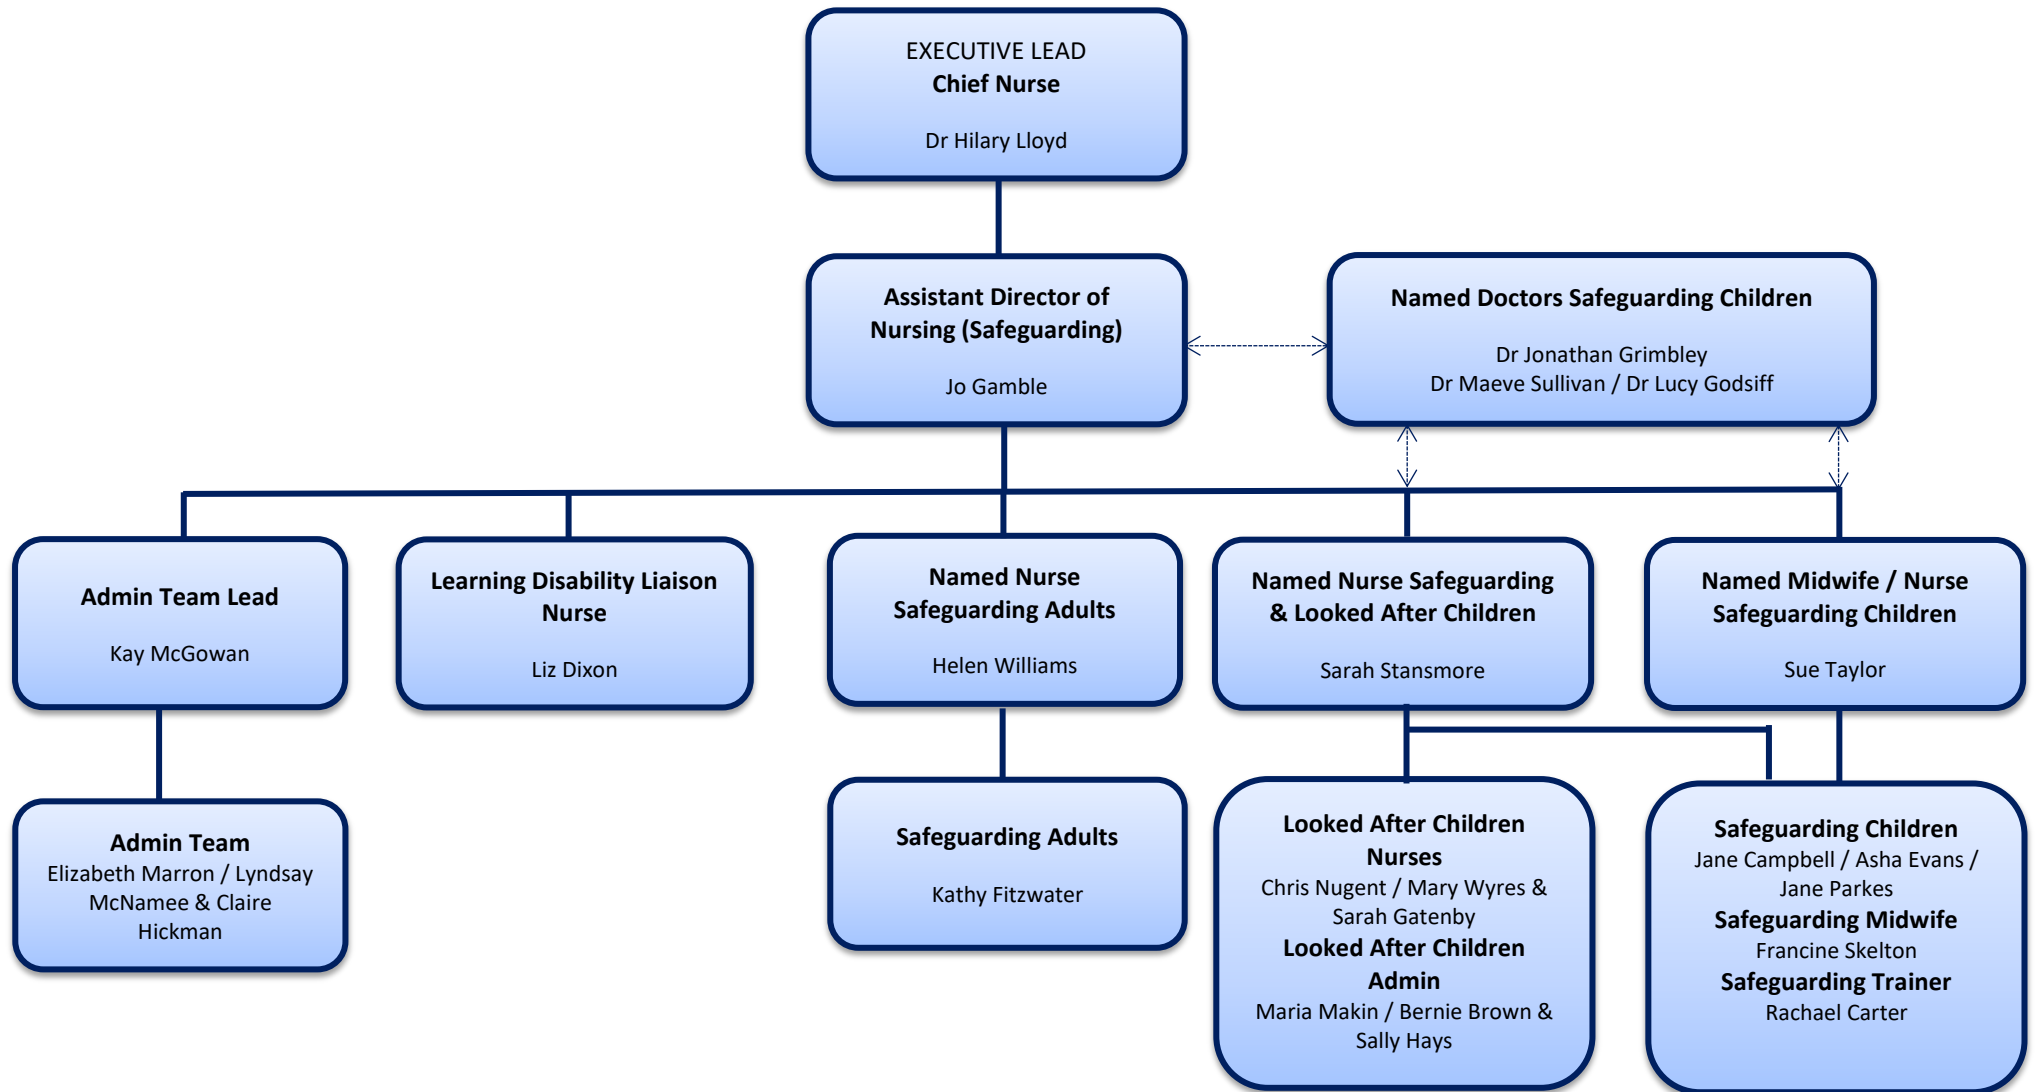 EXECUTIVE LEAD
Chief Nurse
Dr Hilary Lloyd
Assistant Director of
Nursing (Safeguarding)
Jo Gamble
Named Doctors Safeguarding Children
Dr Jonathan Grimbley
Dr Maeve Sullivan / Dr Lucy Godsiff
Admin Team Lead
Kay McGowan
Learning Disability Liaison
Nurse
Liz Dixon
Named Nurse
Safeguarding Adults
Helen Williams
Named Nurse Safeguarding
& Looked After Children
Sarah Stansmore
Named Midwife / Nurse
Safeguarding Children
Sue Taylor
Admin Team
Elizabeth Marron / Lyndsay
McNamee & Claire
Hickman
Safeguarding Adults
Kathy Fitzwater
Looked After Children
Nurses
Chris Nugent / Mary Wyres &
Sarah Gatenby
Looked After Children
Admin
Maria Makin / Bernie Brown &
Sally Hays
Safeguarding Children
Jane Campbell / Asha Evans /
Jane Parkes
Safeguarding Midwife
Francine Skelton
Safeguarding Trainer
Rachael Carter